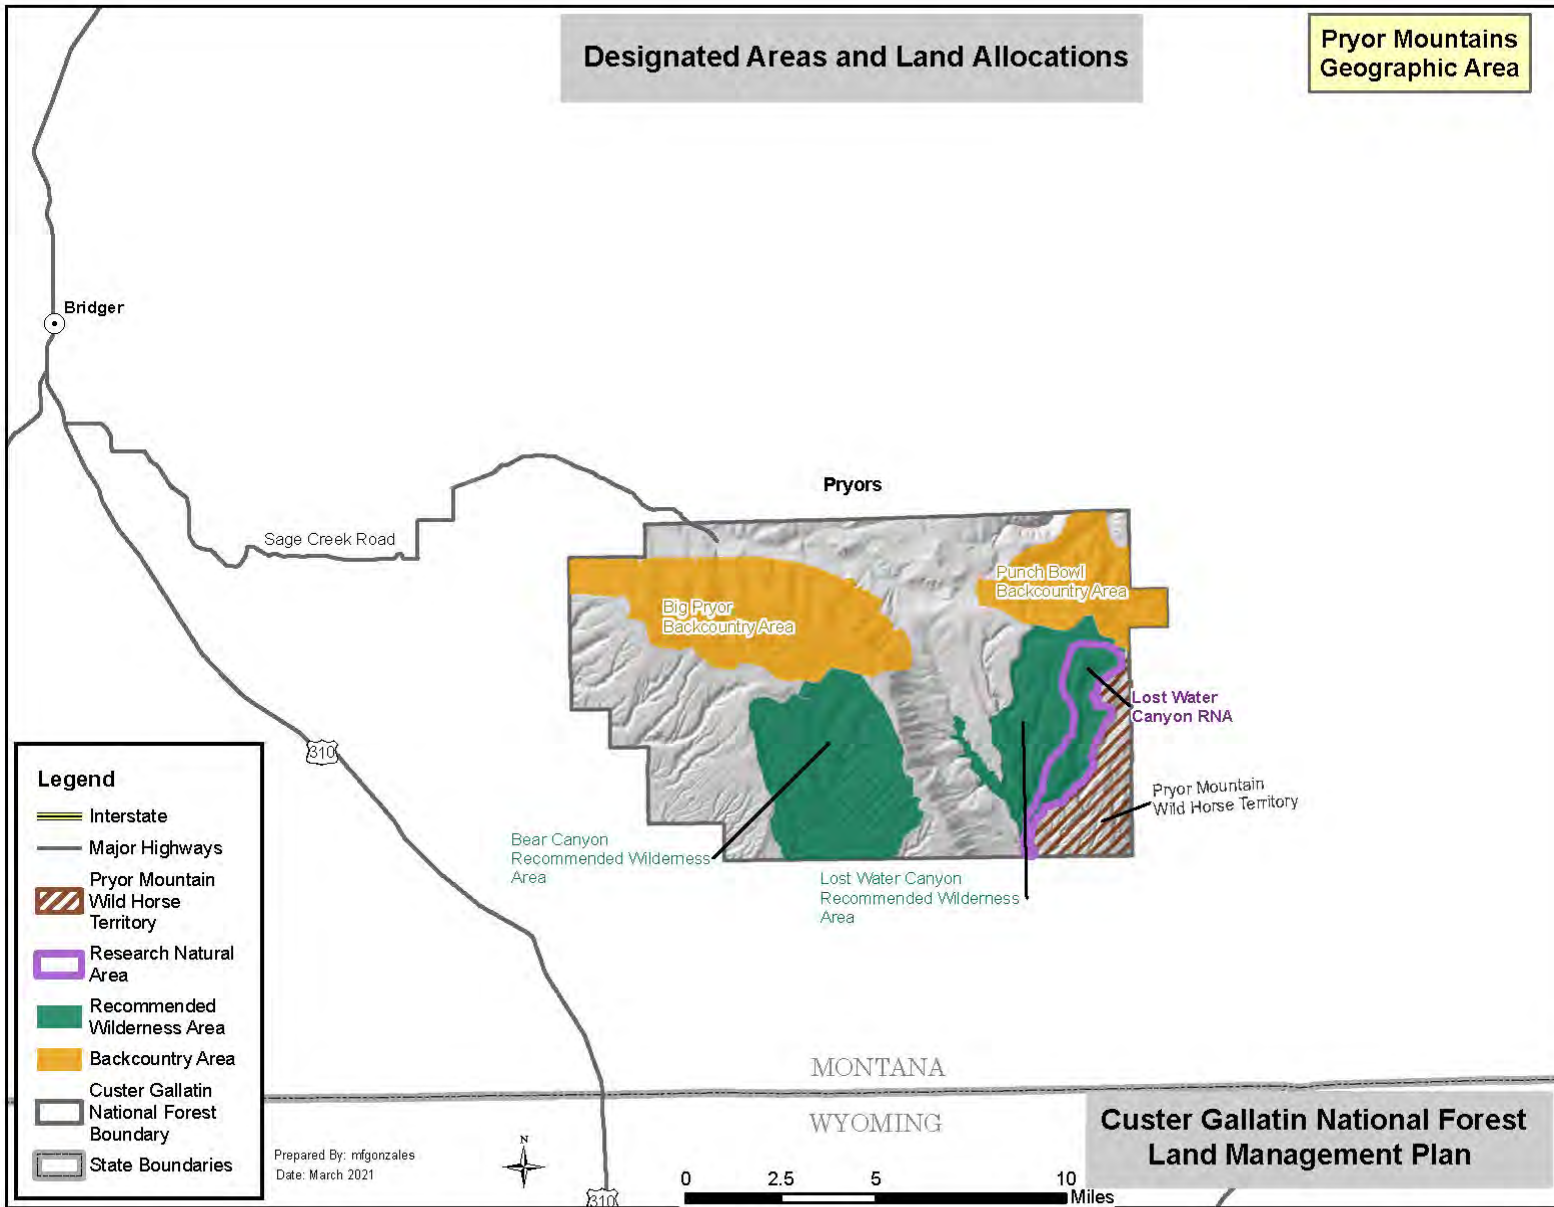 Designated Areas and Land Allocations
Pryor Mountains
Geographic Area
Bridger
Sage Creek Road
Pryors
Big Pryor
Backcountry Area
Punch Bowl
Backcountry Area
Lost Water
Canyon RNA
Pryor Mountain
Wild Horse Territory
Bear Canyon
Recommended Wilderness
Area
Lost Water Canyon
Recommended Wilderness
Area
310
Legend
Interstate
Major Highways
Pryor Mountain
Wild Horse
Territory
Research Natural
Area
Recommended
Wilderness Area
Backcountry Area
Custer Gallatin
National Forest
Boundary
State Boundaries
MONTANA
WYOMING
Prepared By: mfgonzales
Date: March 2021
N
310
0 2.5 5 10
Miles
Custer Gallatin National Forest
Land Management Plan